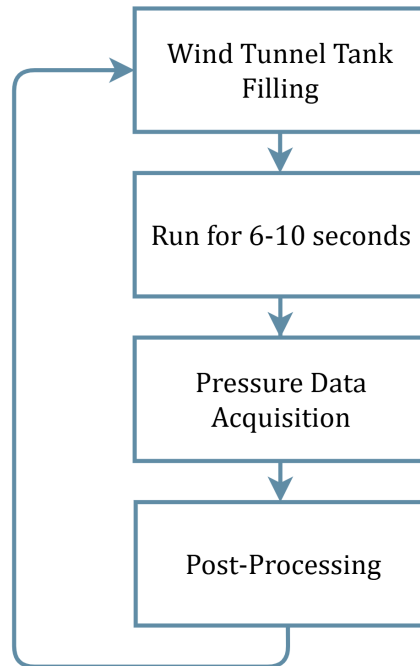 Wind Tunnel Tank
Filling
Run for 6-10 seconds
Pressure Data
Acquisition
Post-Processing